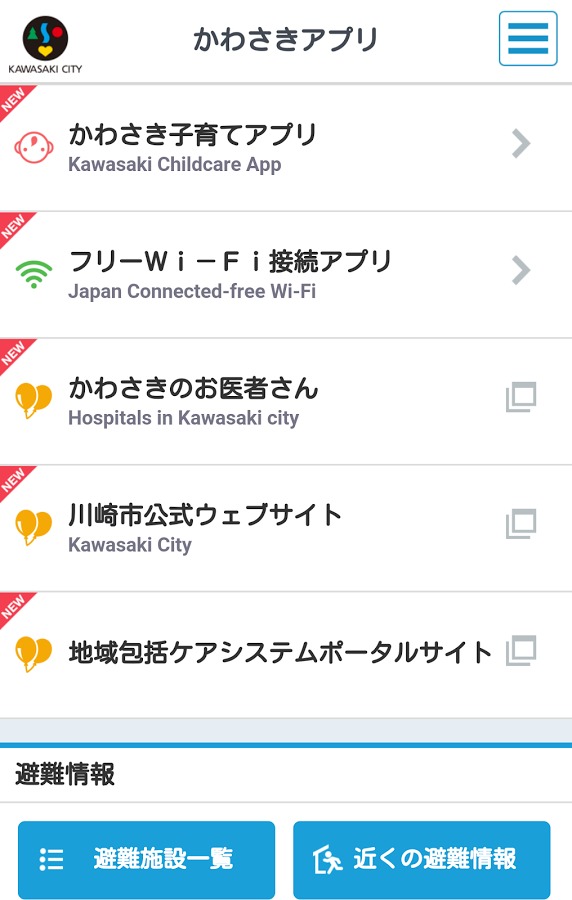 KAWASAKI CITY
かわさきアプリ
NEW
かわさき子育てアプリ
Kawasaki Childcare App
NEW
フリーＷｉ－Ｆｉ接続アプリ
Japan Connected-free Wi-Fi
NEW
かわさきのお医者さん
Hospitals in Kawasaki city
NEW
川崎市公式ウェブサイト
Kawasaki City
NEW
地域包括ケアシステムポータルサイト
避難情報
避難施設一覧
近くの避難情報